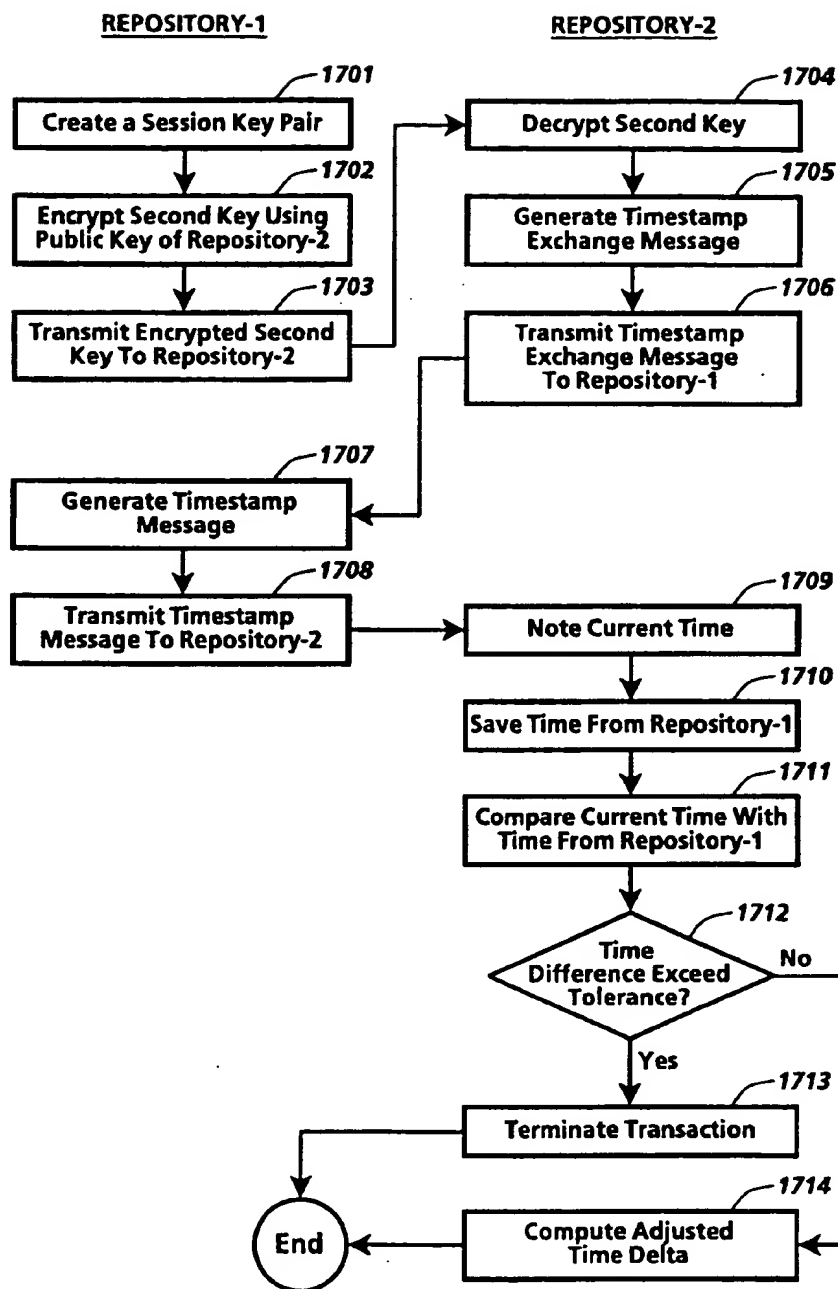 REPOSITORY-1
REPOSITORY-2
1701
Create a Session Key Pair
1702
Encrypt Second Key Using
Public Key of Repository-2
1703
Transmit Encrypted Second
Key To Repository-2
1704
Decrypt Second Key
1705
Generate Timestamp
Exchange Message
1706
Transmit Timestamp
Exchange Message
To Repository-1
1707
Generate Timestamp
Message
1708
Transmit Timestamp
Message To Repository-2
1709
Note Current Time
1710
Save Time From Repository-1
1711
Compare Current Time With
Time From Repository-1
1712
Time
Difference Exceed
Tolerance?
No
Yes
1713
Terminate Transaction
1714
Compute Adjusted
Time Delta
End